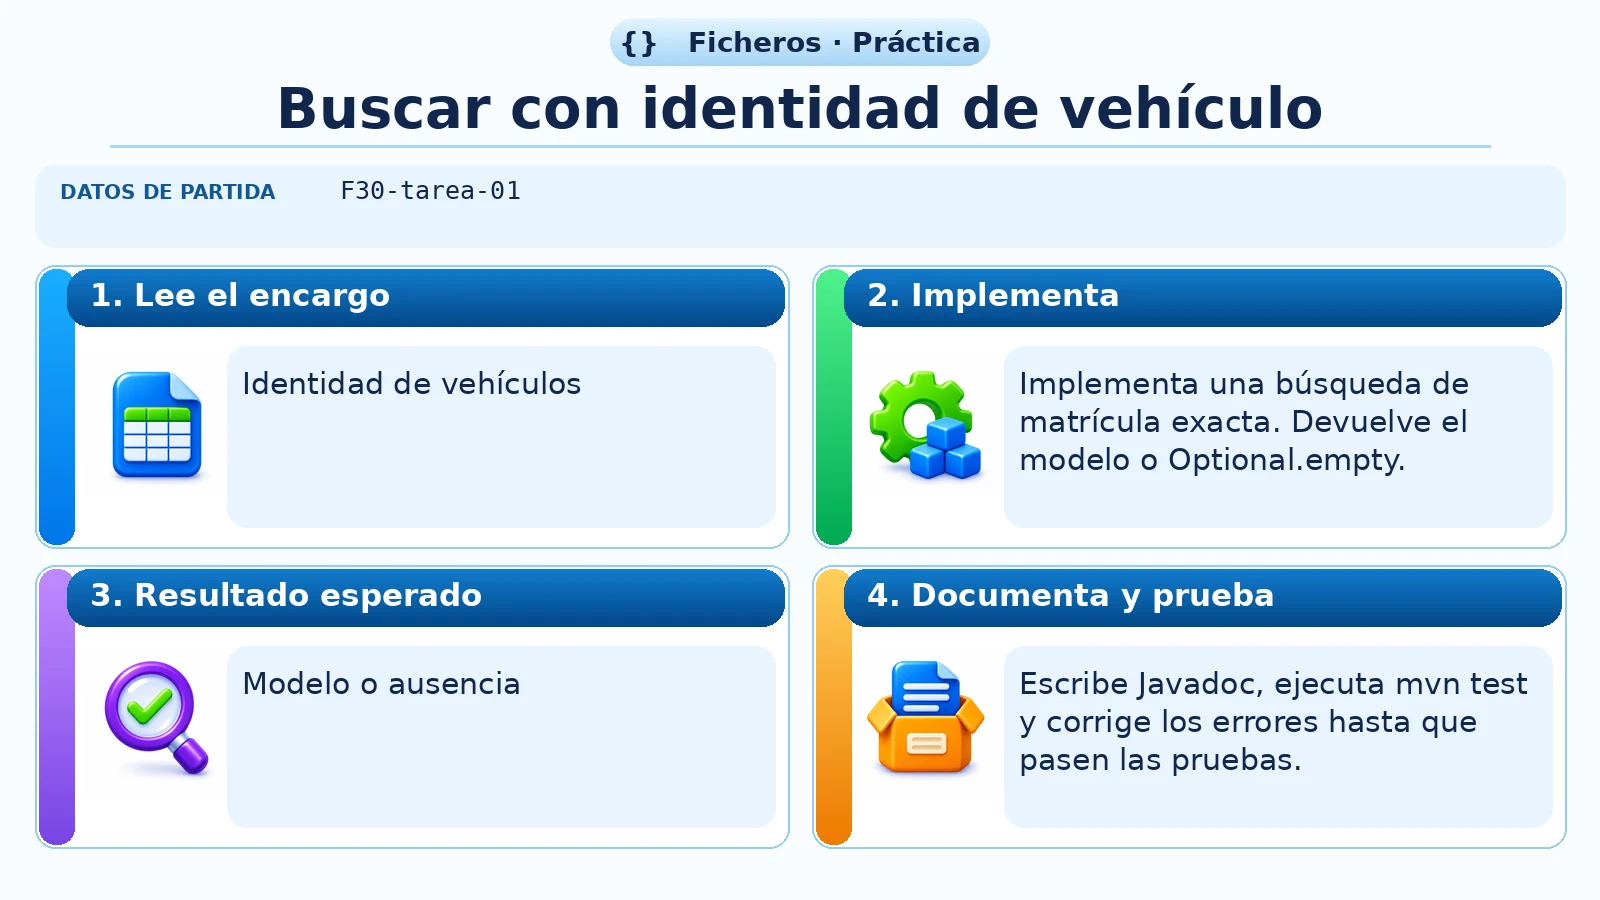 {} Ficheros · Práctica
Buscar con identidad de vehículo
DATOS DE PARTIDA F30-tarea-01
1. Lee el encargo
Identidad de vehículos
2. Implementa
Implementa una búsqueda de
matrícula exacta. Devuelve el
modelo o Optional.empty.
3. Resultado esperado
Modelo o ausencia
4. Documenta y prueba
Escribe Javadoc, ejecuta mvn test
y corrige los errores hasta que
pasen las pruebas.